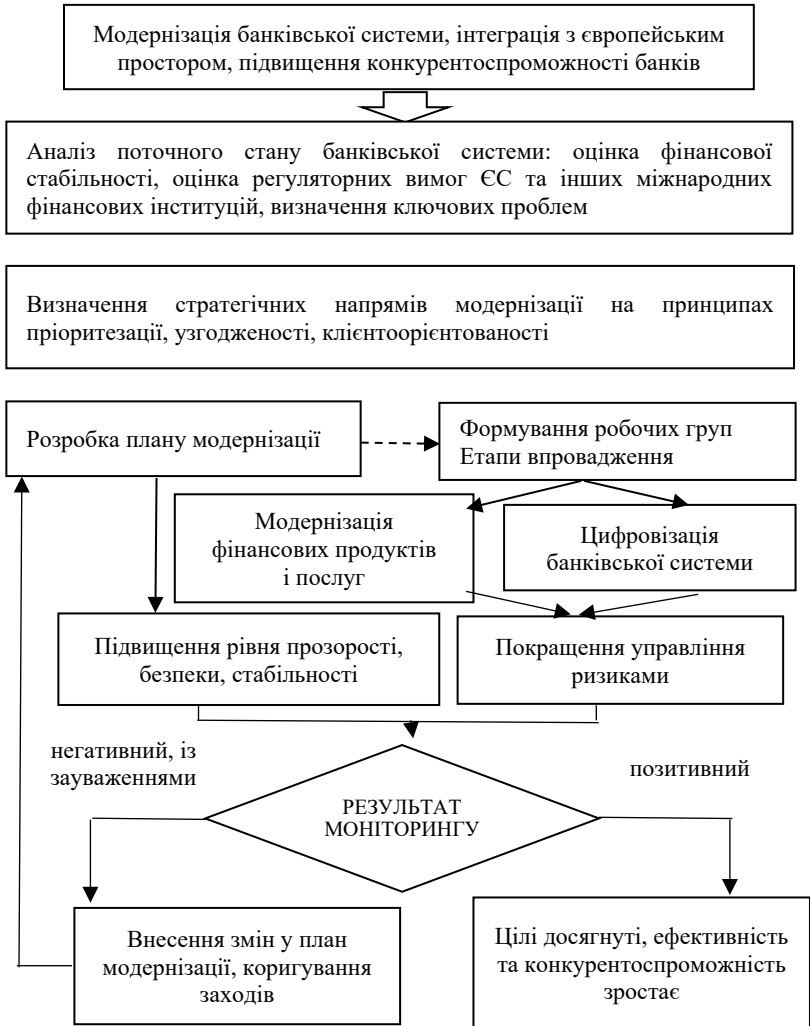 Модернізація банківської системи, інтеграція з європейським
простором, підвищення конкурентоспроможності банків
Аналіз поточного стану банківської системи: оцінка фінансової
стабільності, оцінка регуляторних вимог ЄС та інших міжнародних
фінансових інституцій, визначення ключових проблем
Визначення стратегічних напрямів модернізації на принципах
пріоритезації, узгодженості, клієнтоорієнтованості
Розробка плану модернізації
Формування робочих груп
Етапи впровадження
Модернізація
фінансових продуктів
і послуг
Цифровізація
банківської системи
Підвищення рівня прозорості,
безпеки, стабільності
Покращення управління
ризиками
негативний, із
зауваженнями
позитивний
РЕЗУЛЬТАТ
МОНІТОРИНГУ
Внесення змін у план
модернізації, коригування
заходів
Цілі досягнуті, ефективність
та конкурентоспроможність
зростає